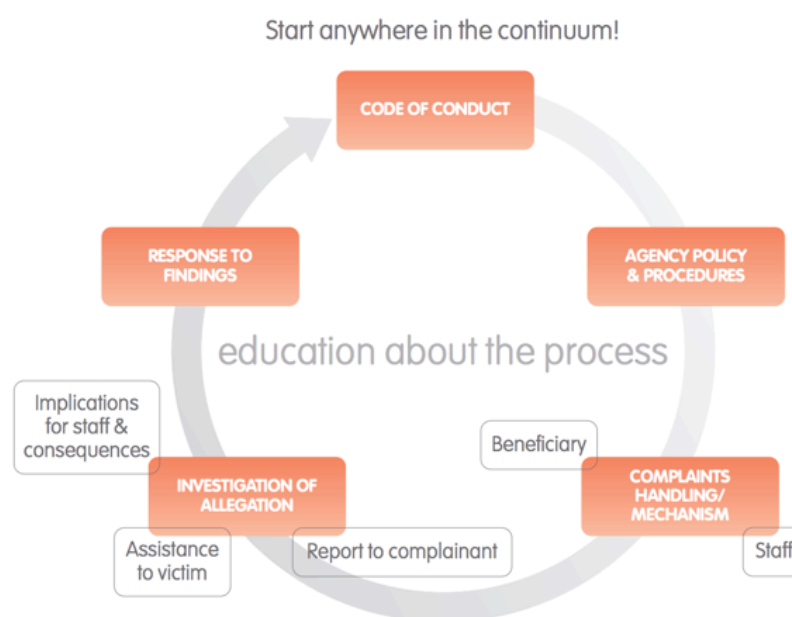 Start anywhere in the continuum!
CODE OF CONDUCT
RESPONSE TO
FINDINGS
AGENCY POLICY
& PROCEDURES
education about the process
Implications
for staff &
consequences
Beneficiary
INVESTIGATION OF
ALLEGATION
COMPLAINTS
HANDLING/
MECHANISM
Assistance
to victim
Report to complainant
Staff